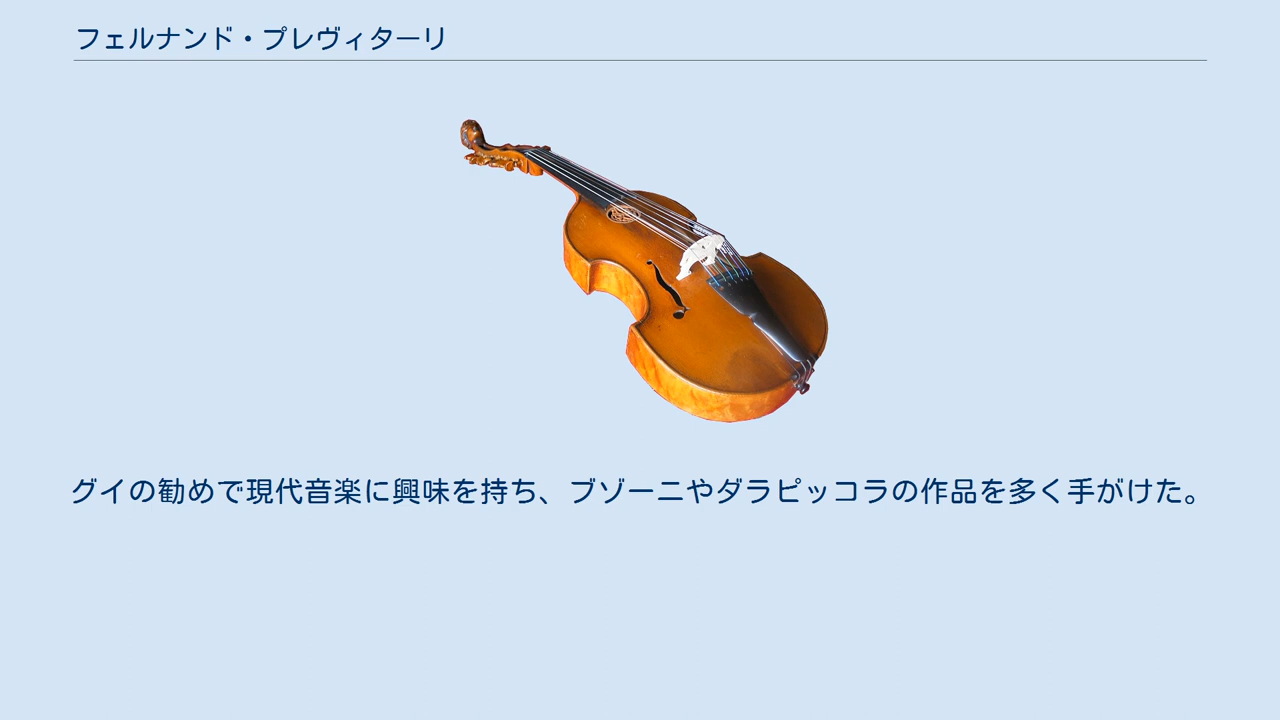 フェルナンド・プレヴィターリ
グイの勧めで現代音楽に興味を持ち、ブゾーニやダラピッコラの作品を多く手がけた。